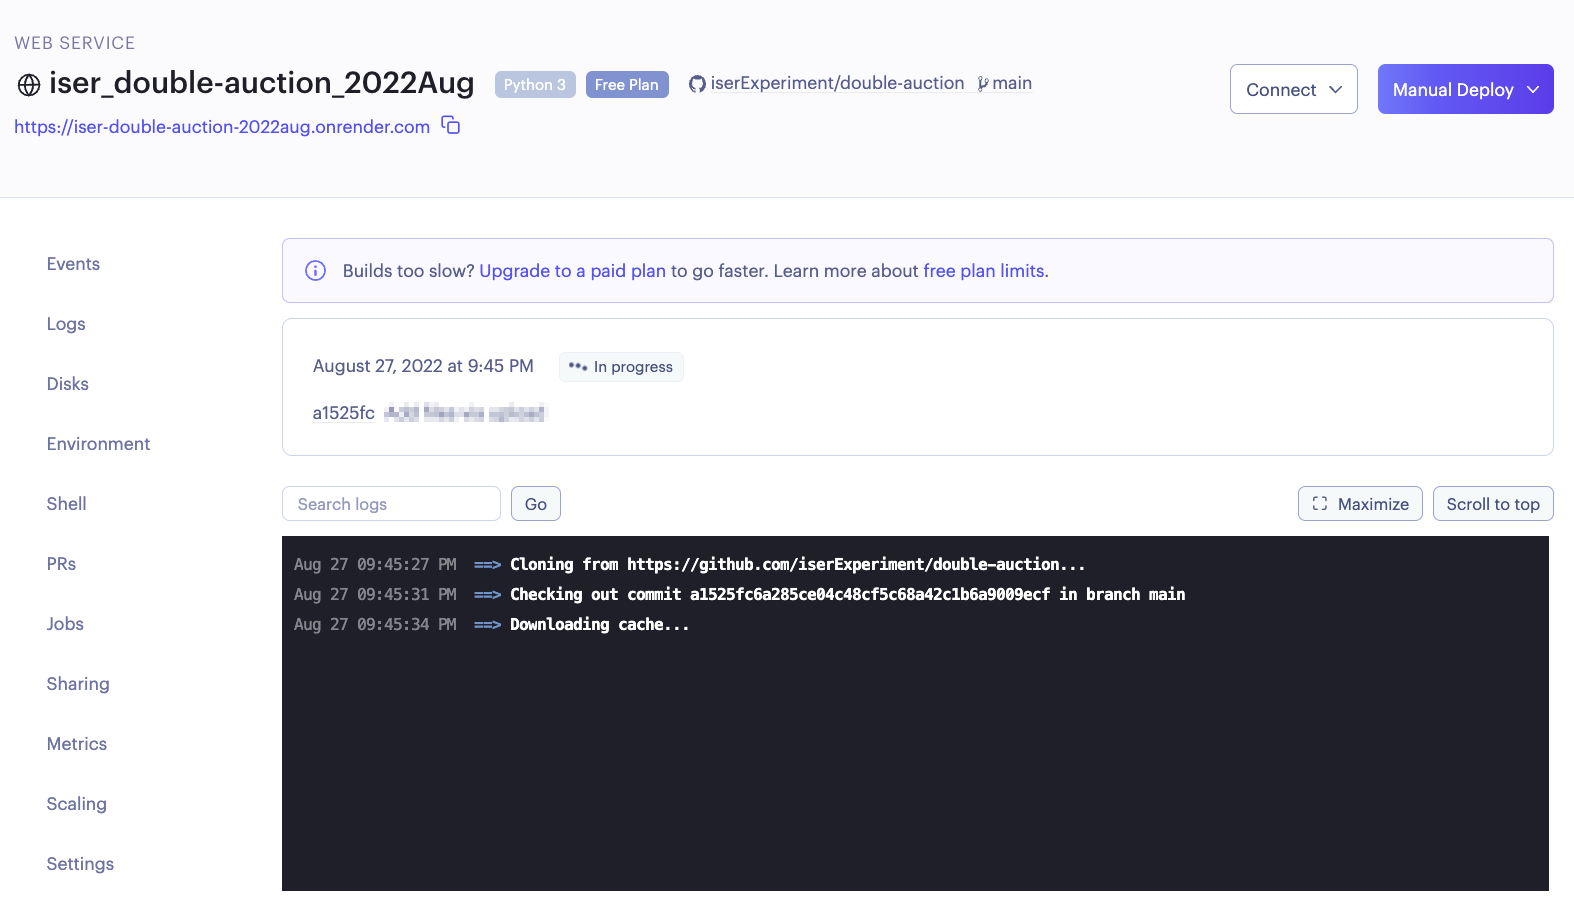 WEB SERVICE
iser_double-auction_2022Aug Python 3 Free Plan iserExperiment/double-auction main
https://iser-double-auction-2022aug.onrender.com
Connect
Manual Deploy
Events
Logs
Disks
Environment
Shell
PRs
Jobs
Sharing
Metrics
Scaling
Settings
Builds too slow? Upgrade to a paid plan to go faster. Learn more about free plan limits.
August 27, 2022 at 9:45 PM In progress
a1525fc
Search logs Go Maximize Scroll to top
Aug 27 09:45:27 PM ==> Cloning from https://github.com/iserExperiment/double-auction...
Aug 27 09:45:31 PM ==> Checking out commit a1525fc6a285ce04c48cf5c68a42c1b6a9009ecf in branch main
Aug 27 09:45:34 PM ==> Downloading cache...